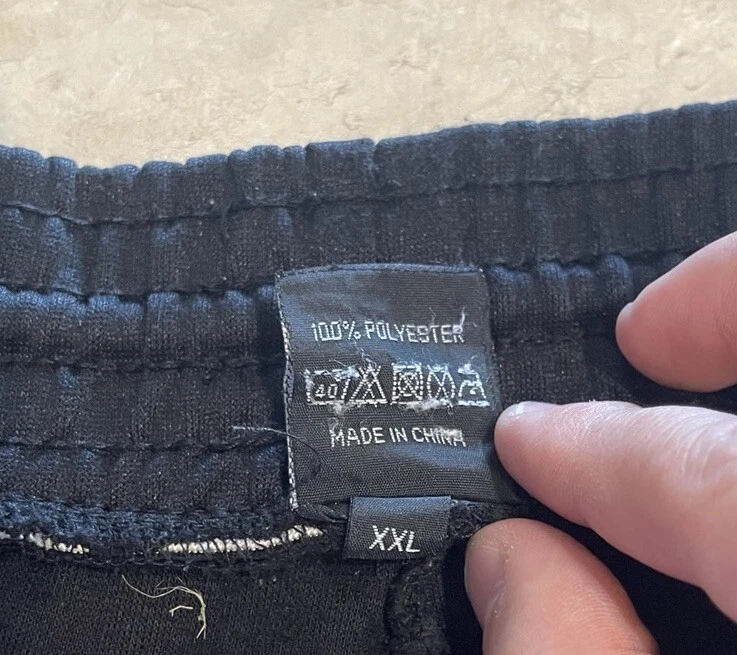 100% POLYESTER
40
MADE IN CHINA
XXL